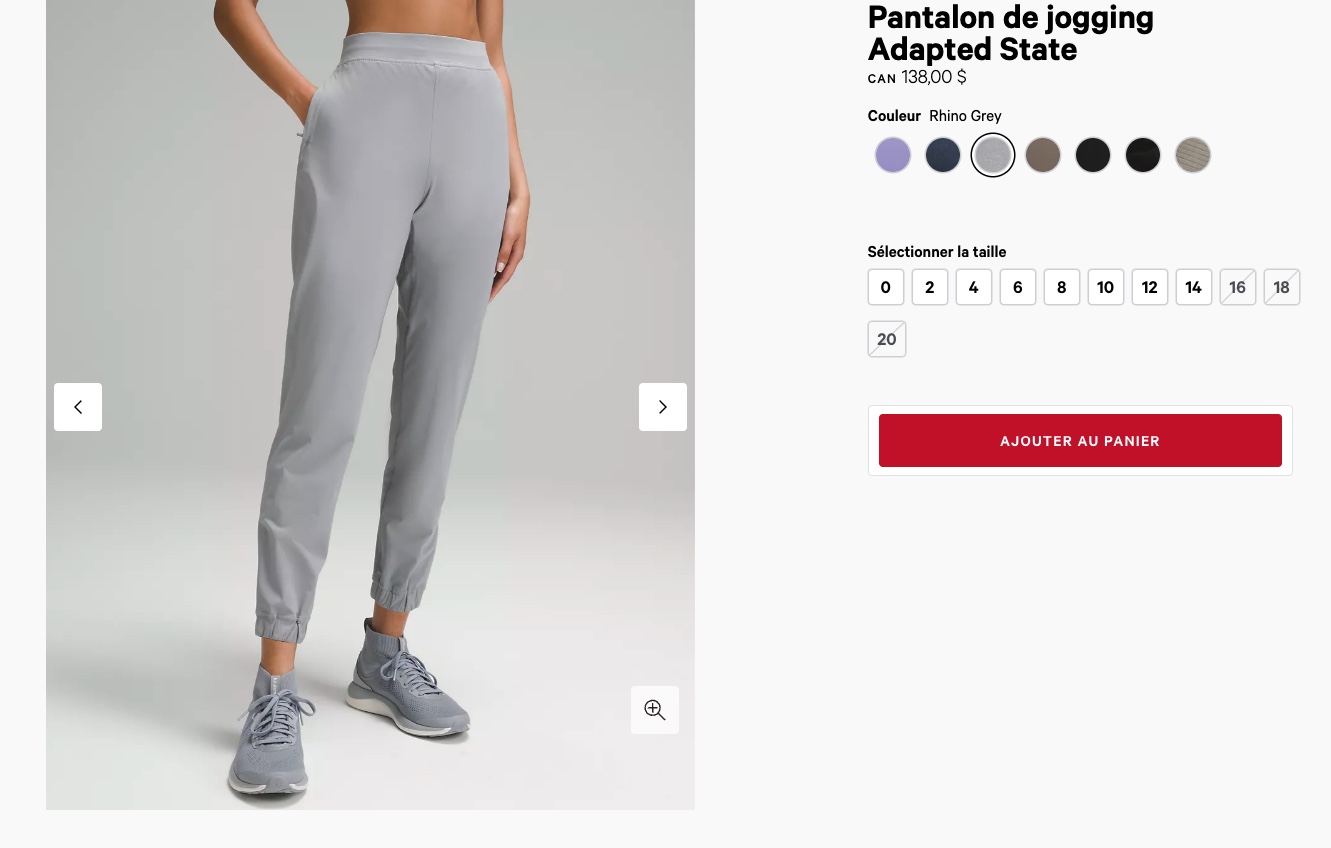 Pantalon de jogging
Adapted State
CAN 138,00 $
Couleur Rhino Grey
Sélectionner la taille
0 2 4 6 8 10 12 14 16 18
20
AJOUTER AU PANIER